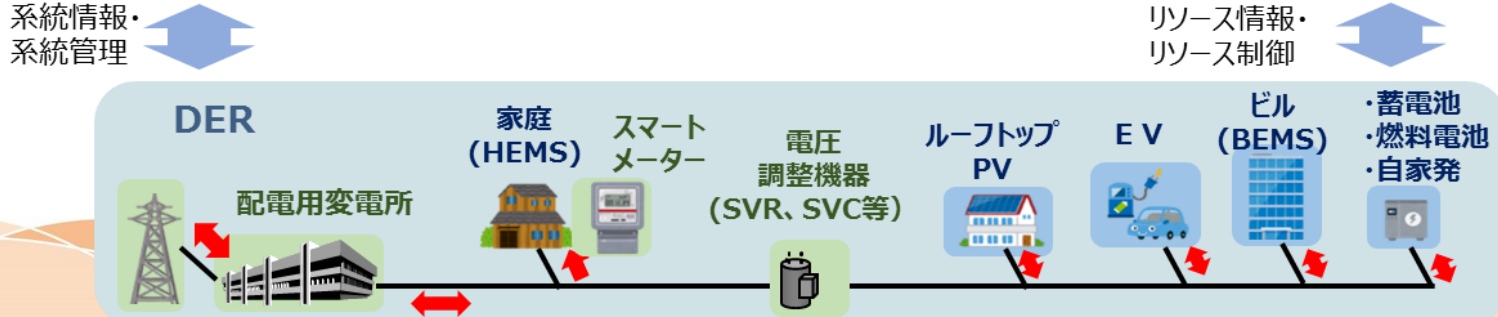 系統情報・
系統管理
リソース情報・
リソース制御
DER
配電用変電所
家庭
(HEMS)
スマート
メーター
電圧
調整機器
(SVR、SVC等）
ルーフトップ
PV
ＥＶ
ビル
(BEMS)
・蓄電池
・燃料電池
・自家発